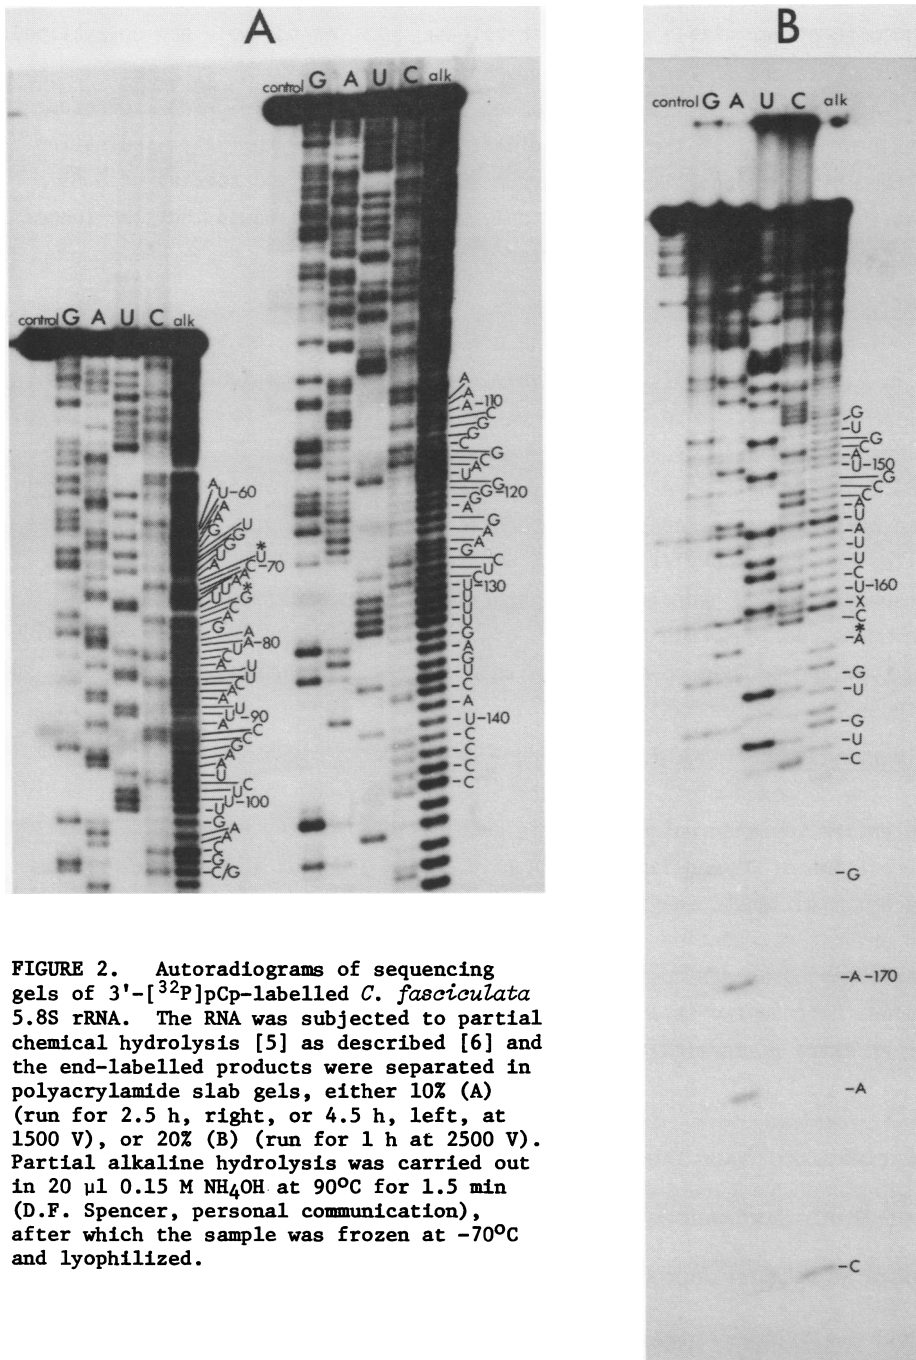 A
control G A U C alk
control G A U C alk
A
U-60
A
A
G
U
G
G
U
A
*
U
C-70
A
A
U
U
*
G
C
A
G
A
A-80
U
C
A
U
U
C
A
A
U
U-90
A
C
C
G
A
A
U
C
U
U-100
U
-G
A
A
C
-G
-C/G
A
A
A-110
C
G
G
C
G
C
A
U
G
G
G-120
A
G
A
A
G
C
U
C
U-130
-U
-U
-U
-G
-A
-G
-U
-C
-A
-U-140
-C
-C
-C
-C
B
control G A U C alk
-G
-U
G
C
A
-U-150
G
C
C
A
-U
-A
-U
-U
-C
-U-160
-X
-C
*
-A
-G
-U
-G
-U
-C
-G
-A-170
-A
-C
FIGURE 2. Autoradiograms of sequencing
gels of 3'-[32P]pCp-labelled C. fasciculata
5.8S rRNA. The RNA was subjected to partial
chemical hydrolysis [5] as described [6] and
the end-labelled products were separated in
polyacrylamide slab gels, either 10% (A)
(run for 2.5 h, right, or 4.5 h, left, at
1500 V), or 20% (B) (run for 1 h at 2500 V).
Partial alkaline hydrolysis was carried out
in 20 µl 0.15 M NH4OH at 90ºC for 1.5 min
(D.F. Spencer, personal communication),
after which the sample was frozen at -70ºC
and lyophilized.